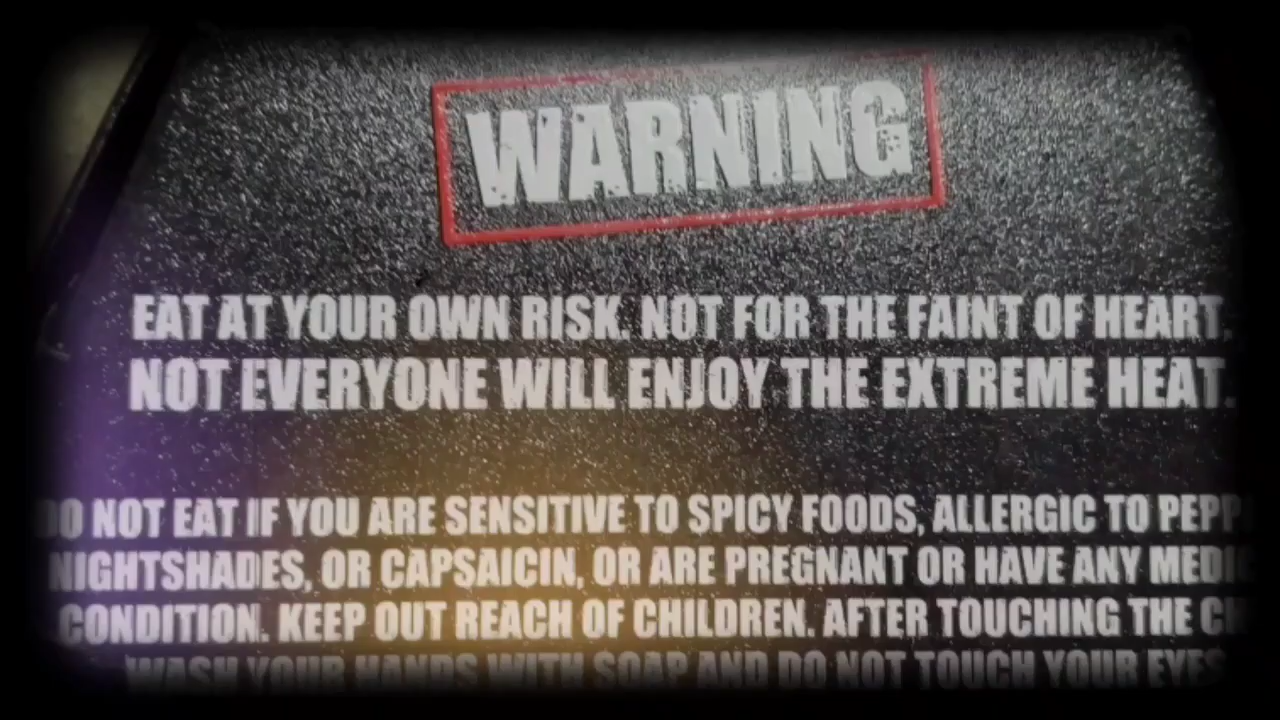 WARNING
EAT AT YOUR OWN RISK. NOT FOR THE FAINT OF HEART.
NOT EVERYONE WILL ENJOY THE EXTREME HEAT.
DO NOT EAT IF YOU ARE SENSITIVE TO SPICY FOODS, ALLERGIC TO
NIGHTSHADES, OR CAPSAICIN, OR ARE PREGNANT OR HAVE ANY
CONDITION. KEEP OUT REACH OF CHILDREN. AFTER TOUCHING THE
WASH YOUR HANDS WITH SOAP AND DO NOT TOUCH YOUR EYES